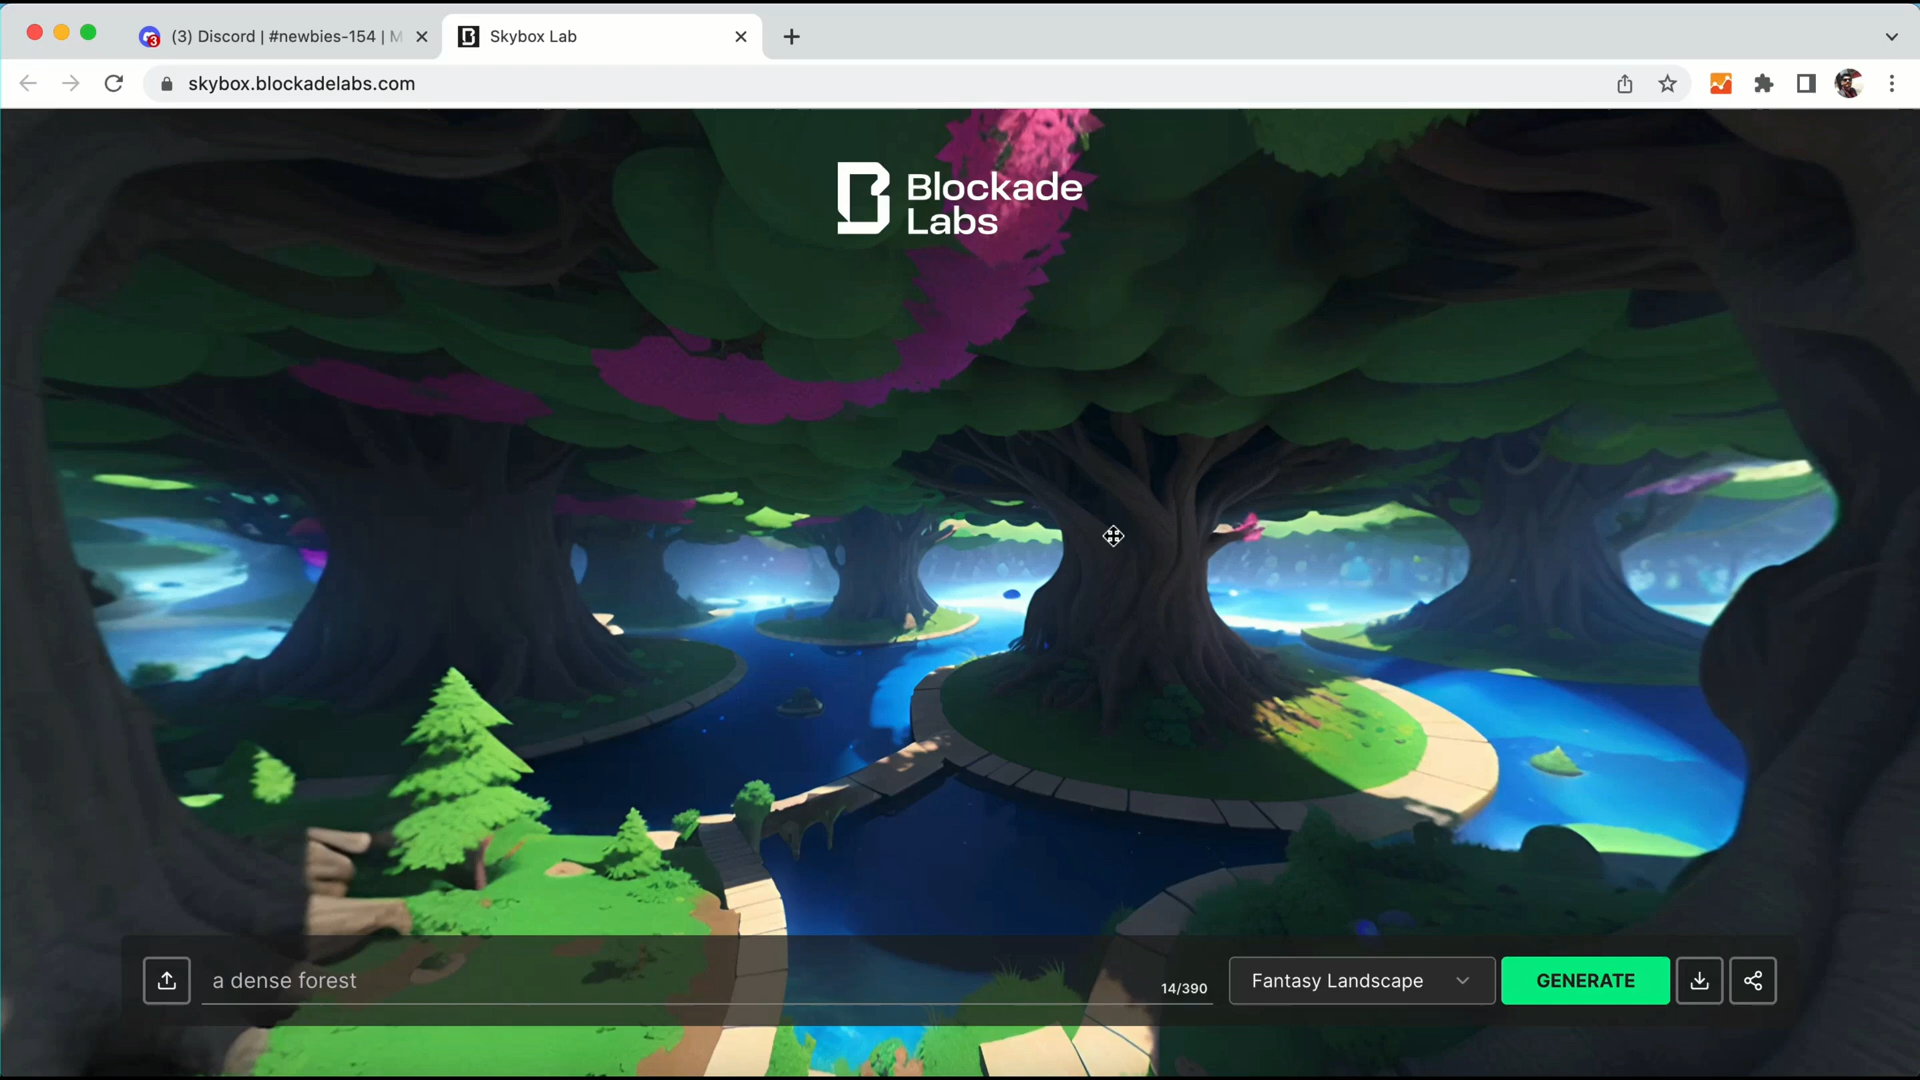 (3) Discord | #newbies-154 | M
Skybox Lab
skybox.blockadelabs.com
Blockade
Labs
a dense forest
14/390
Fantasy Landscape
GENERATE